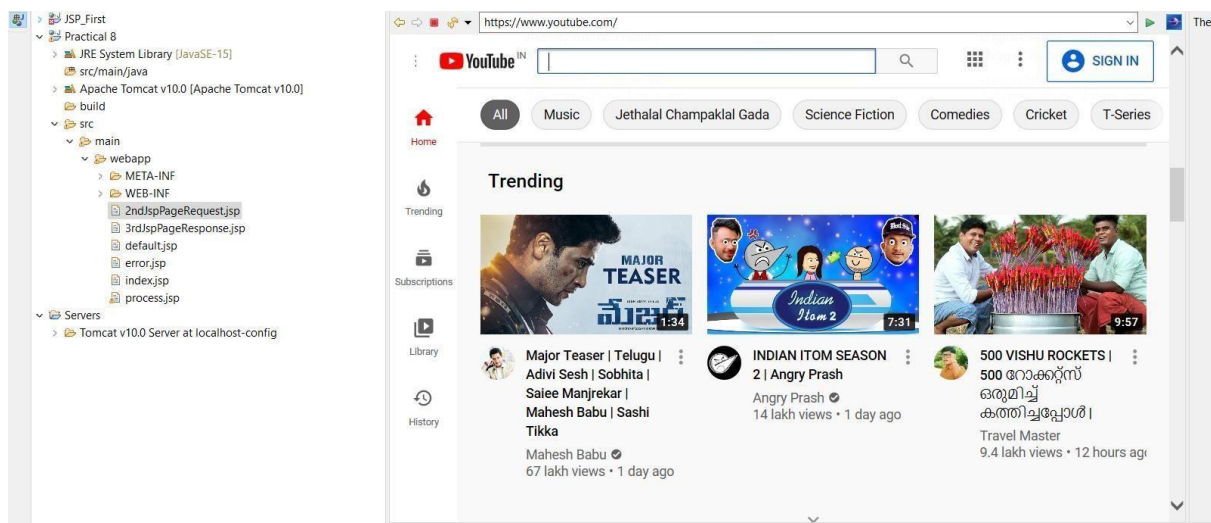 JSP_First
Practical 8
JRE System Library [JavaSE-15]
src/main/java
Apache Tomcat v10.0 [Apache Tomcat v10.0]
build
src
main
webapp
META-INF
WEB-INF
2ndJspPageRequest.jsp
3rdJspPageResponse.jsp
default.jsp
error.jsp
index.jsp
process.jsp
Servers
Tomcat v10.0 Server at localhost-config
https://www.youtube.com/
The
YouTube IN
SIGN IN
All
Music
Jethalal Champaklal Gada
Science Fiction
Comedies
Cricket
T-Series
Home
Trending
Subscriptions
Library
History
Trending
MAJOR
TEASER
మేజర్
1:34
Major Teaser | Telugu |
Adivi Sesh | Sobhita |
Saiee Manjrekar |
Mahesh Babu | Sashi
Tikka
Mahesh Babu
67 lakh views • 1 day ago
Indian
Itom 2
7:31
INDIAN ITOM SEASON
2 | Angry Prash
Angry Prash
14 lakh views • 1 day ago
9:57
500 VISHU ROCKETS |
500 റോക്കറ്റ്സ്
ഒരുമിച്ച്
കത്തിച്ചപ്പോൾ |
Travel Master
9.4 lakh views • 12 hours ago